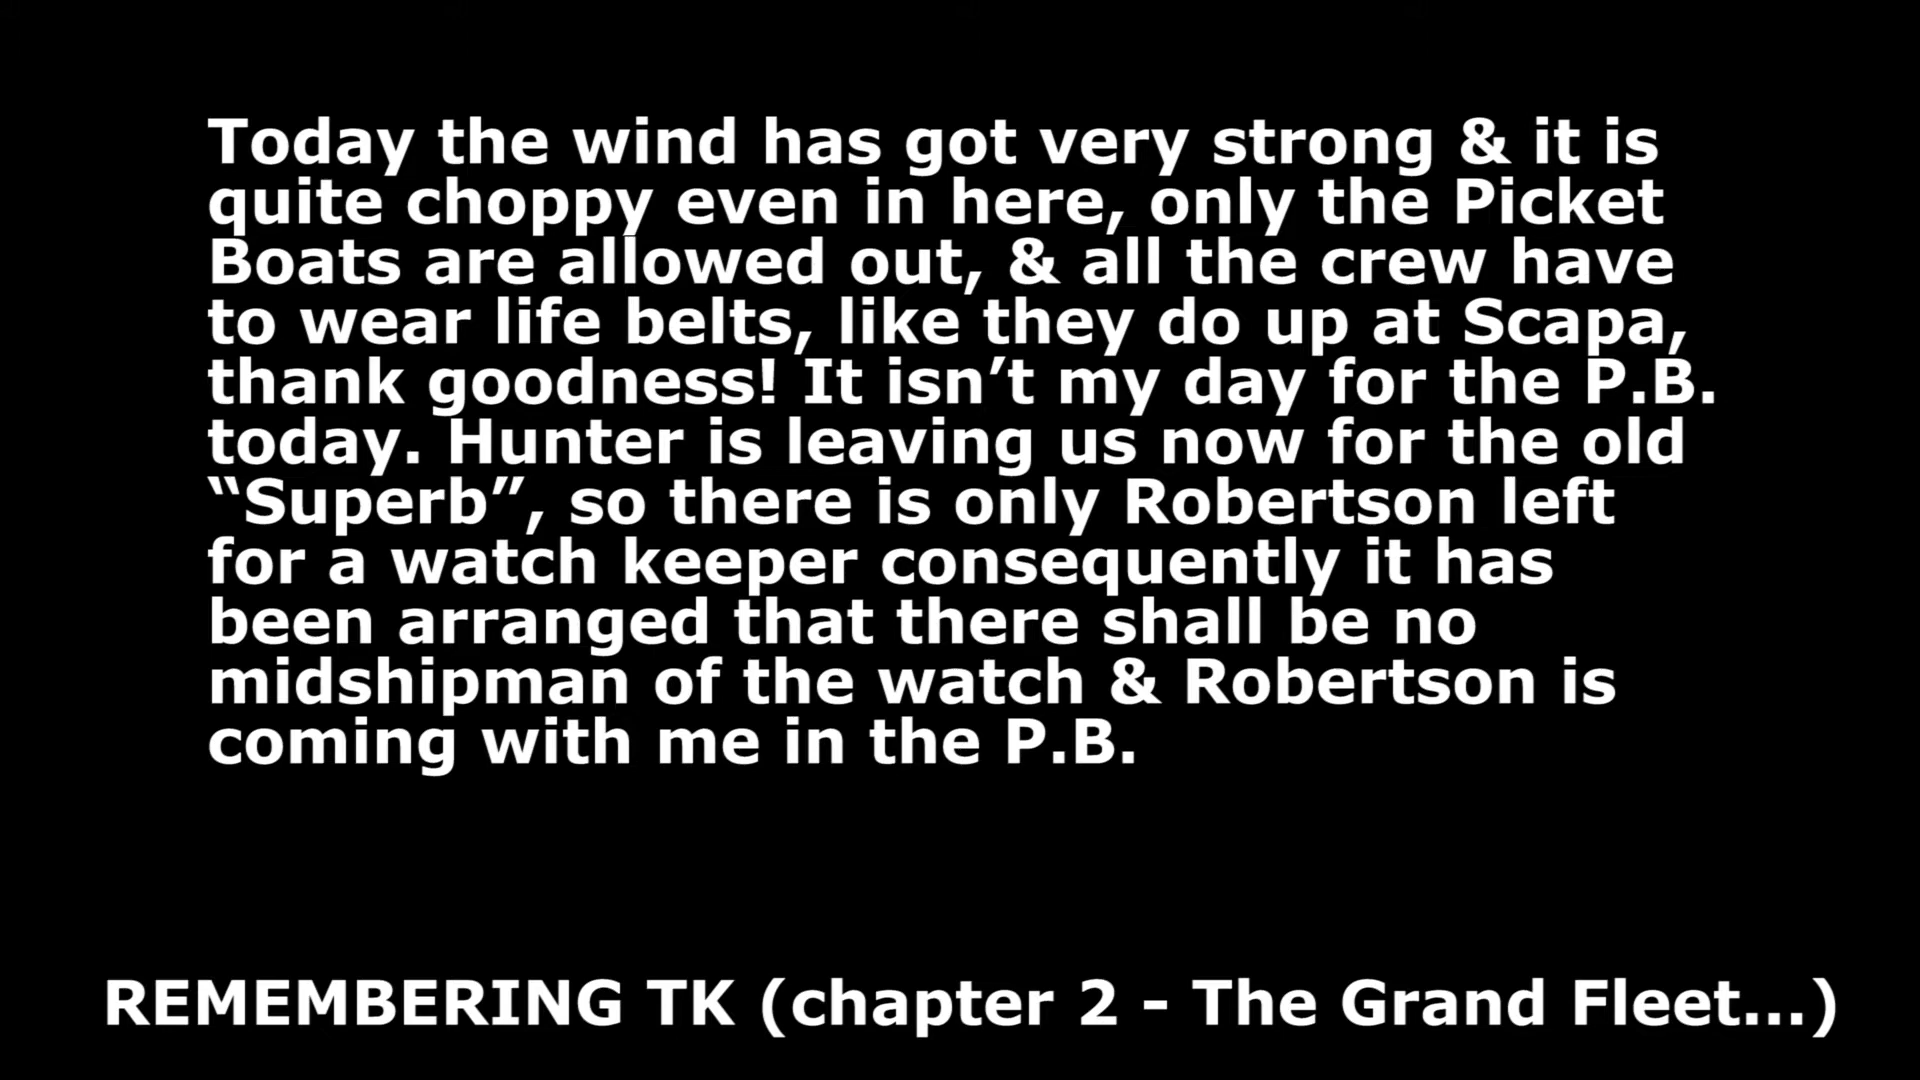 Today the wind has got very strong & it is
quite choppy even in here, only the Picket
Boats are allowed out, & all the crew have
to wear life belts, like they do up at Scapa,
thank goodness! It isn’t my day for the P.B.
today. Hunter is leaving us now for the old
“Superb”, so there is only Robertson left
for a watch keeper consequently it has
been arranged that there shall be no
midshipman of the watch & Robertson is
coming with me in the P.B.
REMEMBERING TK (chapter 2 - The Grand Fleet...)